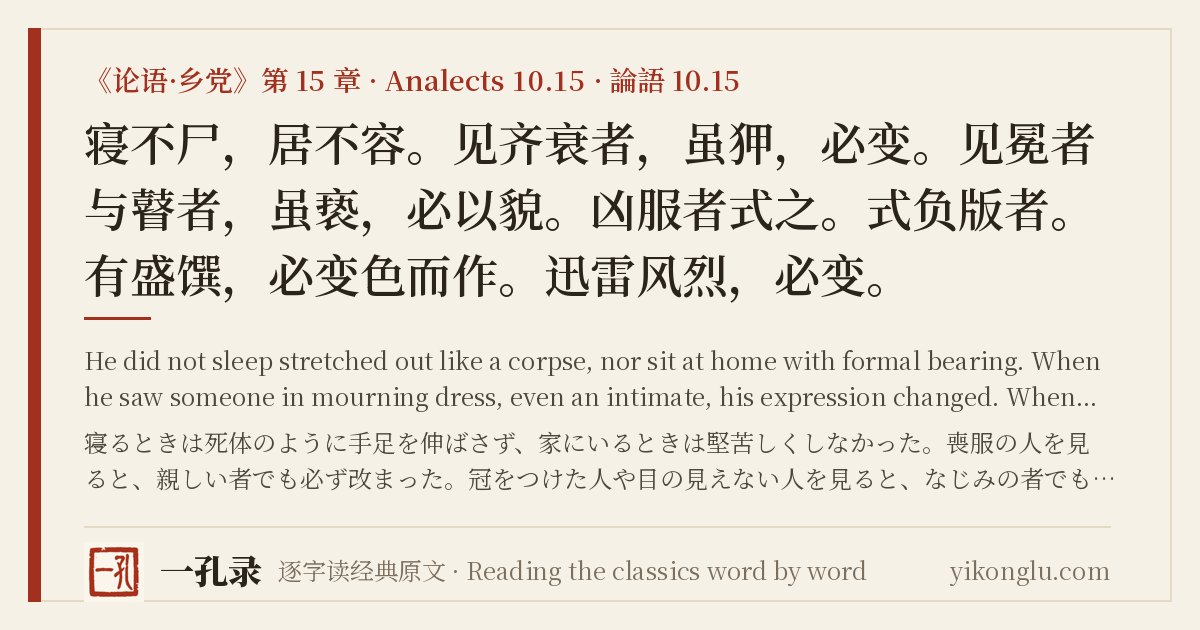 《论语·乡党》第 15 章 · Analects 10.15 · 論語 10.15
寝不尸，居不容。见齐衰者，虽狎，必变。见冕者
与瞽者，虽亵，必以貌。凶服者式之。式负版者。
有盛馔，必变色而作。迅雷风烈，必变。
He did not sleep stretched out like a corpse, nor sit at home with formal bearing. When
he saw someone in mourning dress, even an intimate, his expression changed. When…
寝るときは死体のように手足を伸ばさず、家にいるときは堅苦しくしなかった。喪服の人を見
ると、親しい者でも必ず改まった。冠をつけた人や目の見えない人を見ると、なじみの者でも…
一孔
一孔录 逐字读经典原文 · Reading the classics word by word yikonglu.com